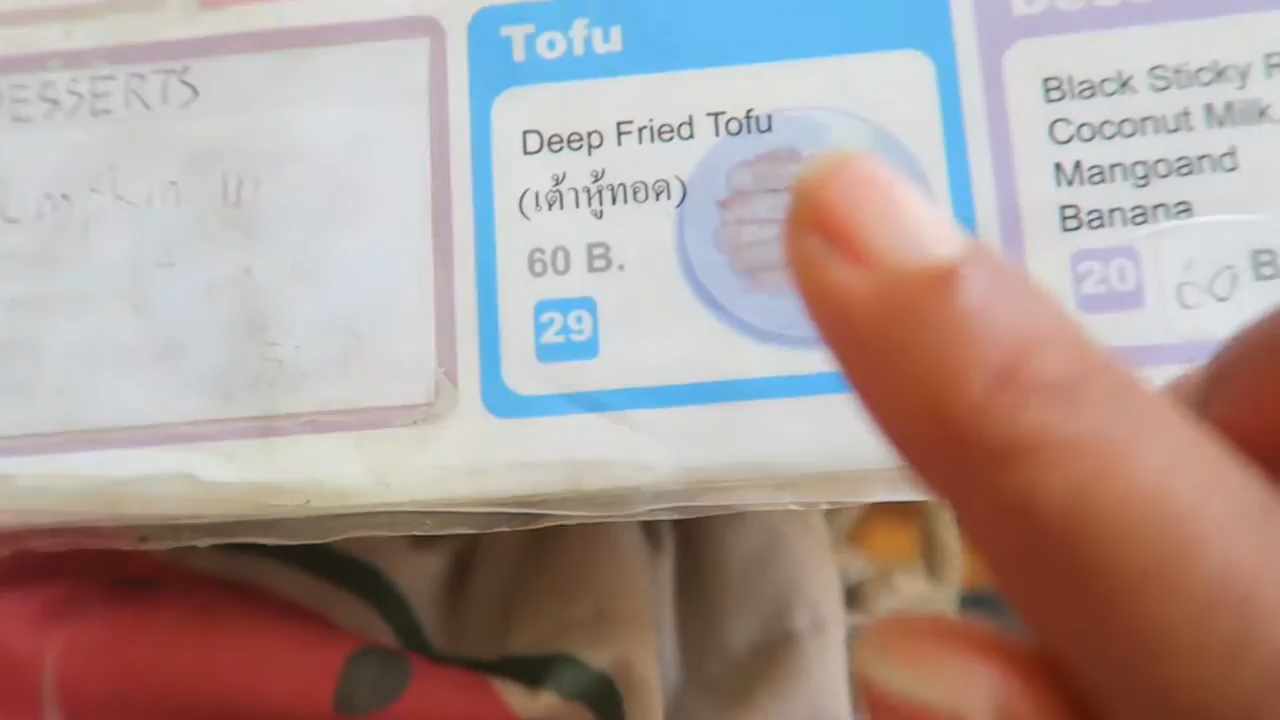 DESSERTS
Tofu
Deep Fried Tofu
(เต้าหู้ทอด)
60 B.
29
Black Sticky
Coconut Milk
Mangoand
Banana
20 60 B